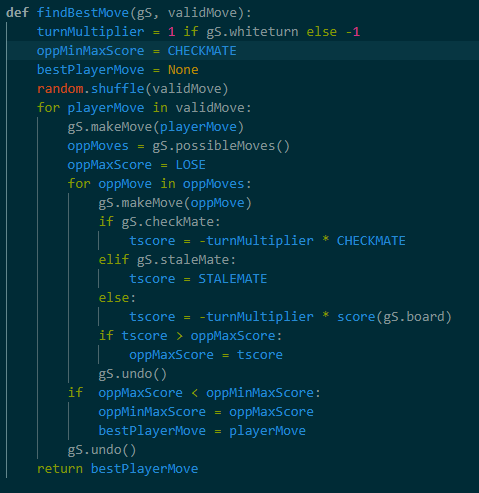 def findBestMove(gS, validMove):
    turnMultiplier = 1 if gS.whiteturn else -1
    oppMinMaxScore = CHECKMATE
    bestPlayerMove = None
    random.shuffle(validMove)
    for playerMove in validMove:
        gS.makeMove(playerMove)
        oppMoves = gS.possibleMoves()
        oppMaxScore = LOSE
        for oppMove in oppMoves:
            gS.makeMove(oppMove)
            if gS.checkMate:
                tscore = -turnMultiplier * CHECKMATE
            elif gS.staleMate:
                tscore = STALEMATE
            else:
                tscore = -turnMultiplier * score(gS.board)
            if tscore > oppMaxScore:
                oppMaxScore = tscore
            gS.undo()
        if  oppMaxScore < oppMinMaxScore:
            oppMinMaxScore = oppMaxScore
            bestPlayerMove = playerMove
        gS.undo()
    return bestPlayerMove